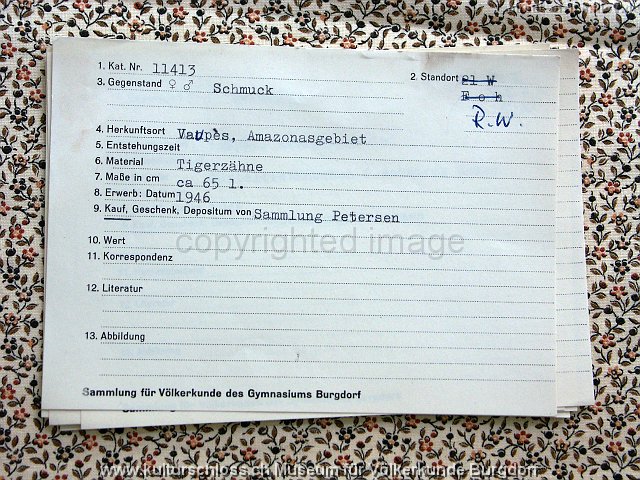 1. Kat. Nr. 11413
2. Standort 21 W
3. Gegenstand ♀ ♂ Schmuck
E o h
R.W.
4. Herkunftsort Vaupès, Amazonasgebiet
5. Entstehungszeit
6. Material Tigerzähne
7. Maße in cm ca 65 l.
8. Erwerb: Datum 1946
9. Kauf, Geschenk, Depositum von Sammlung Petersen
copyrighted image
10. Wert
11. Korrespondenz
12. Literatur
13. Abbildung
Sammlung für Völkerkunde des Gymnasiums Burgdorf
www.kulturschloss.ch Museum für Völkerkunde Burgdorf